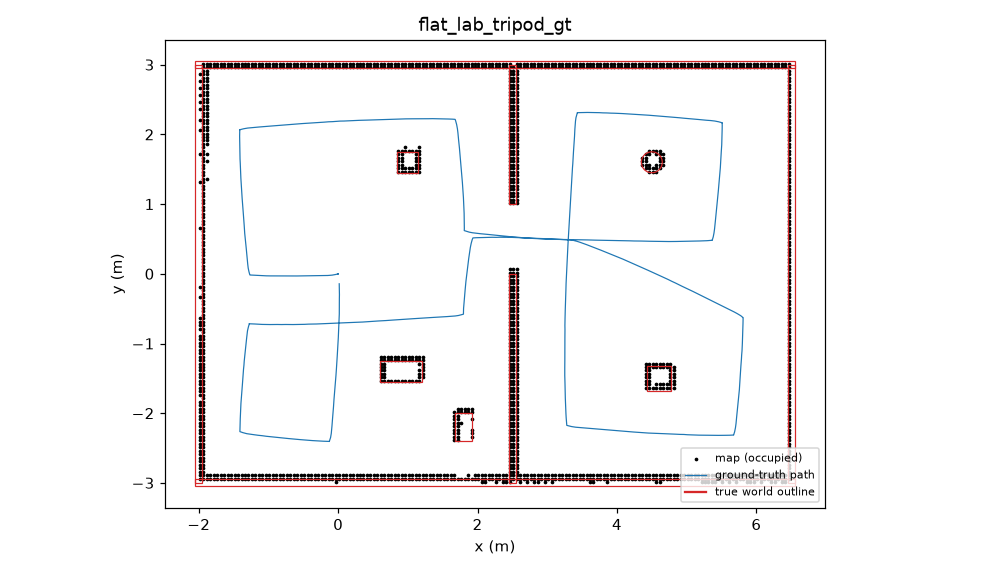 flat_lab_tripod_gt
3
2
1
0
−1
−2
−3
y (m)
−2
0
2
4
6
x (m)
map (occupied)
ground-truth path
true world outline